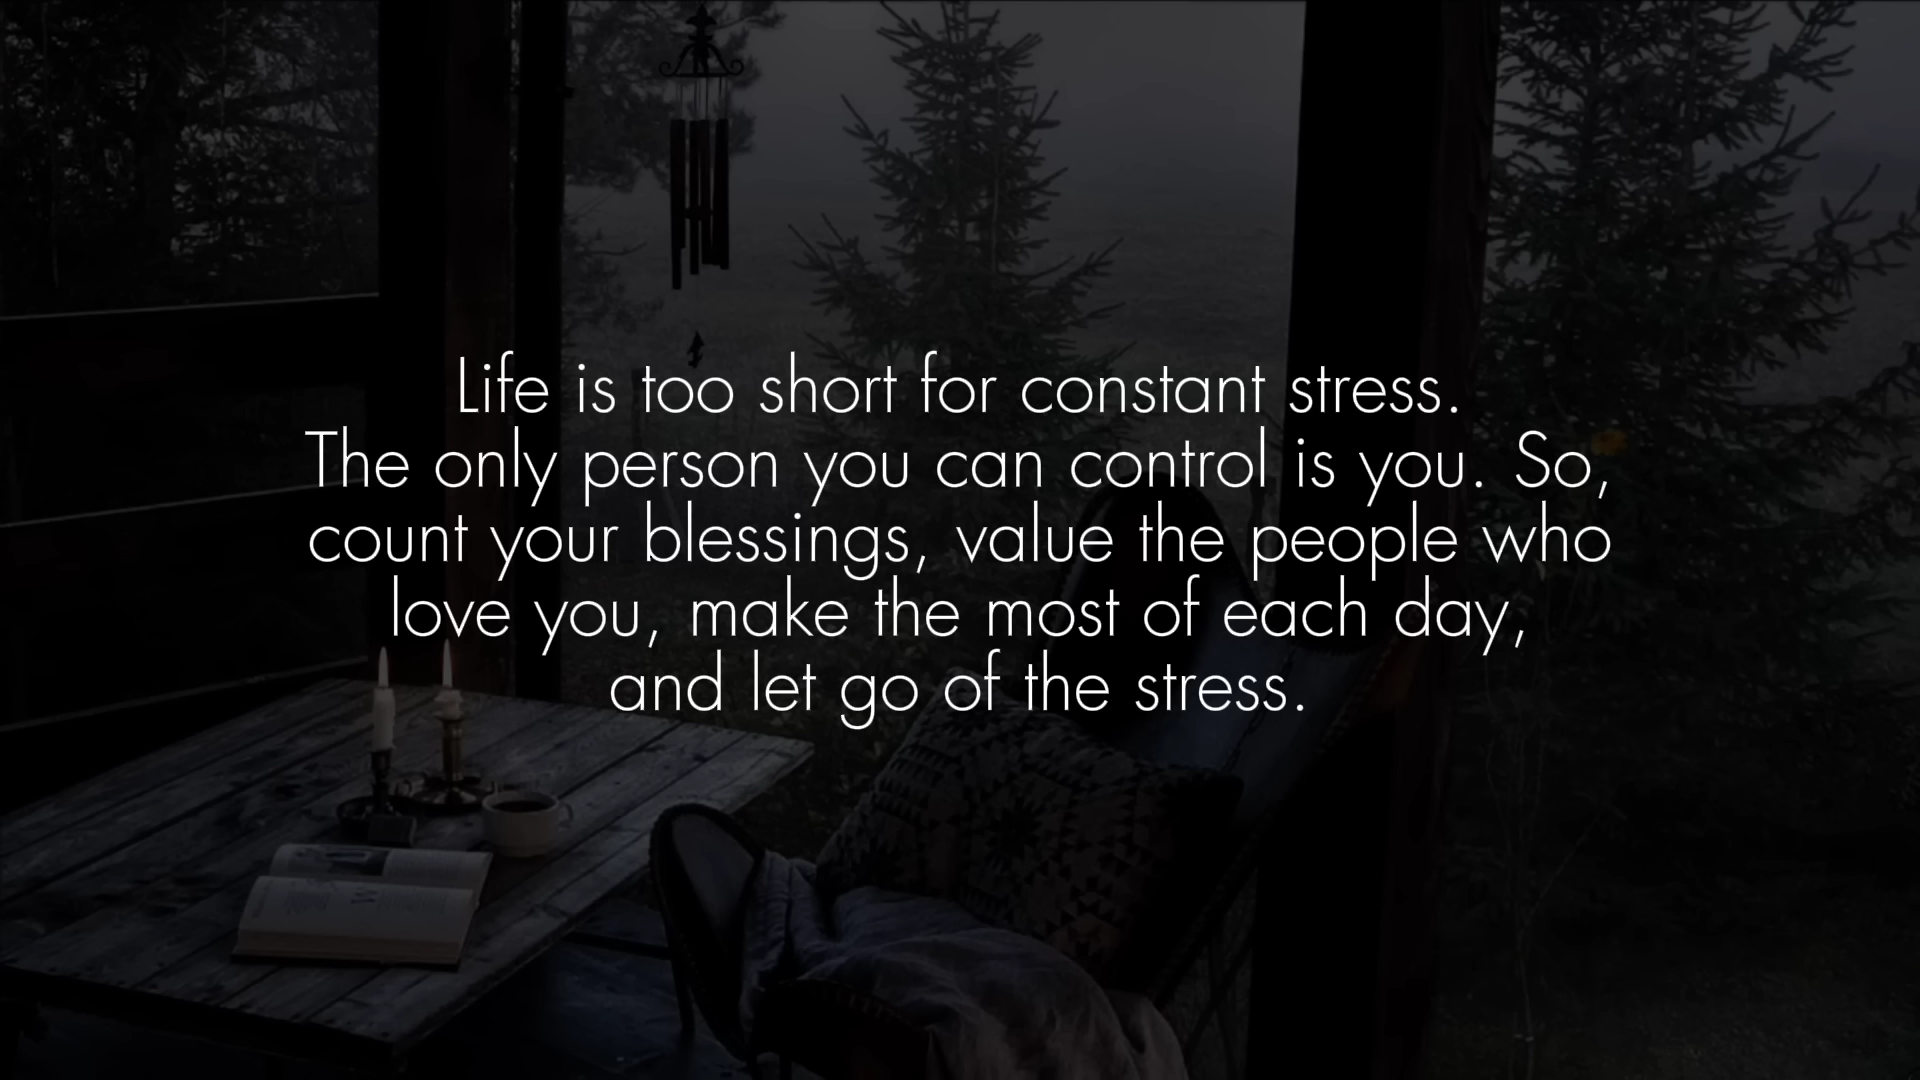 Life is too short for constant stress.
The only person you can control is you. So,
count your blessings, value the people who
love you, make the most of each day,
and let go of the stress.